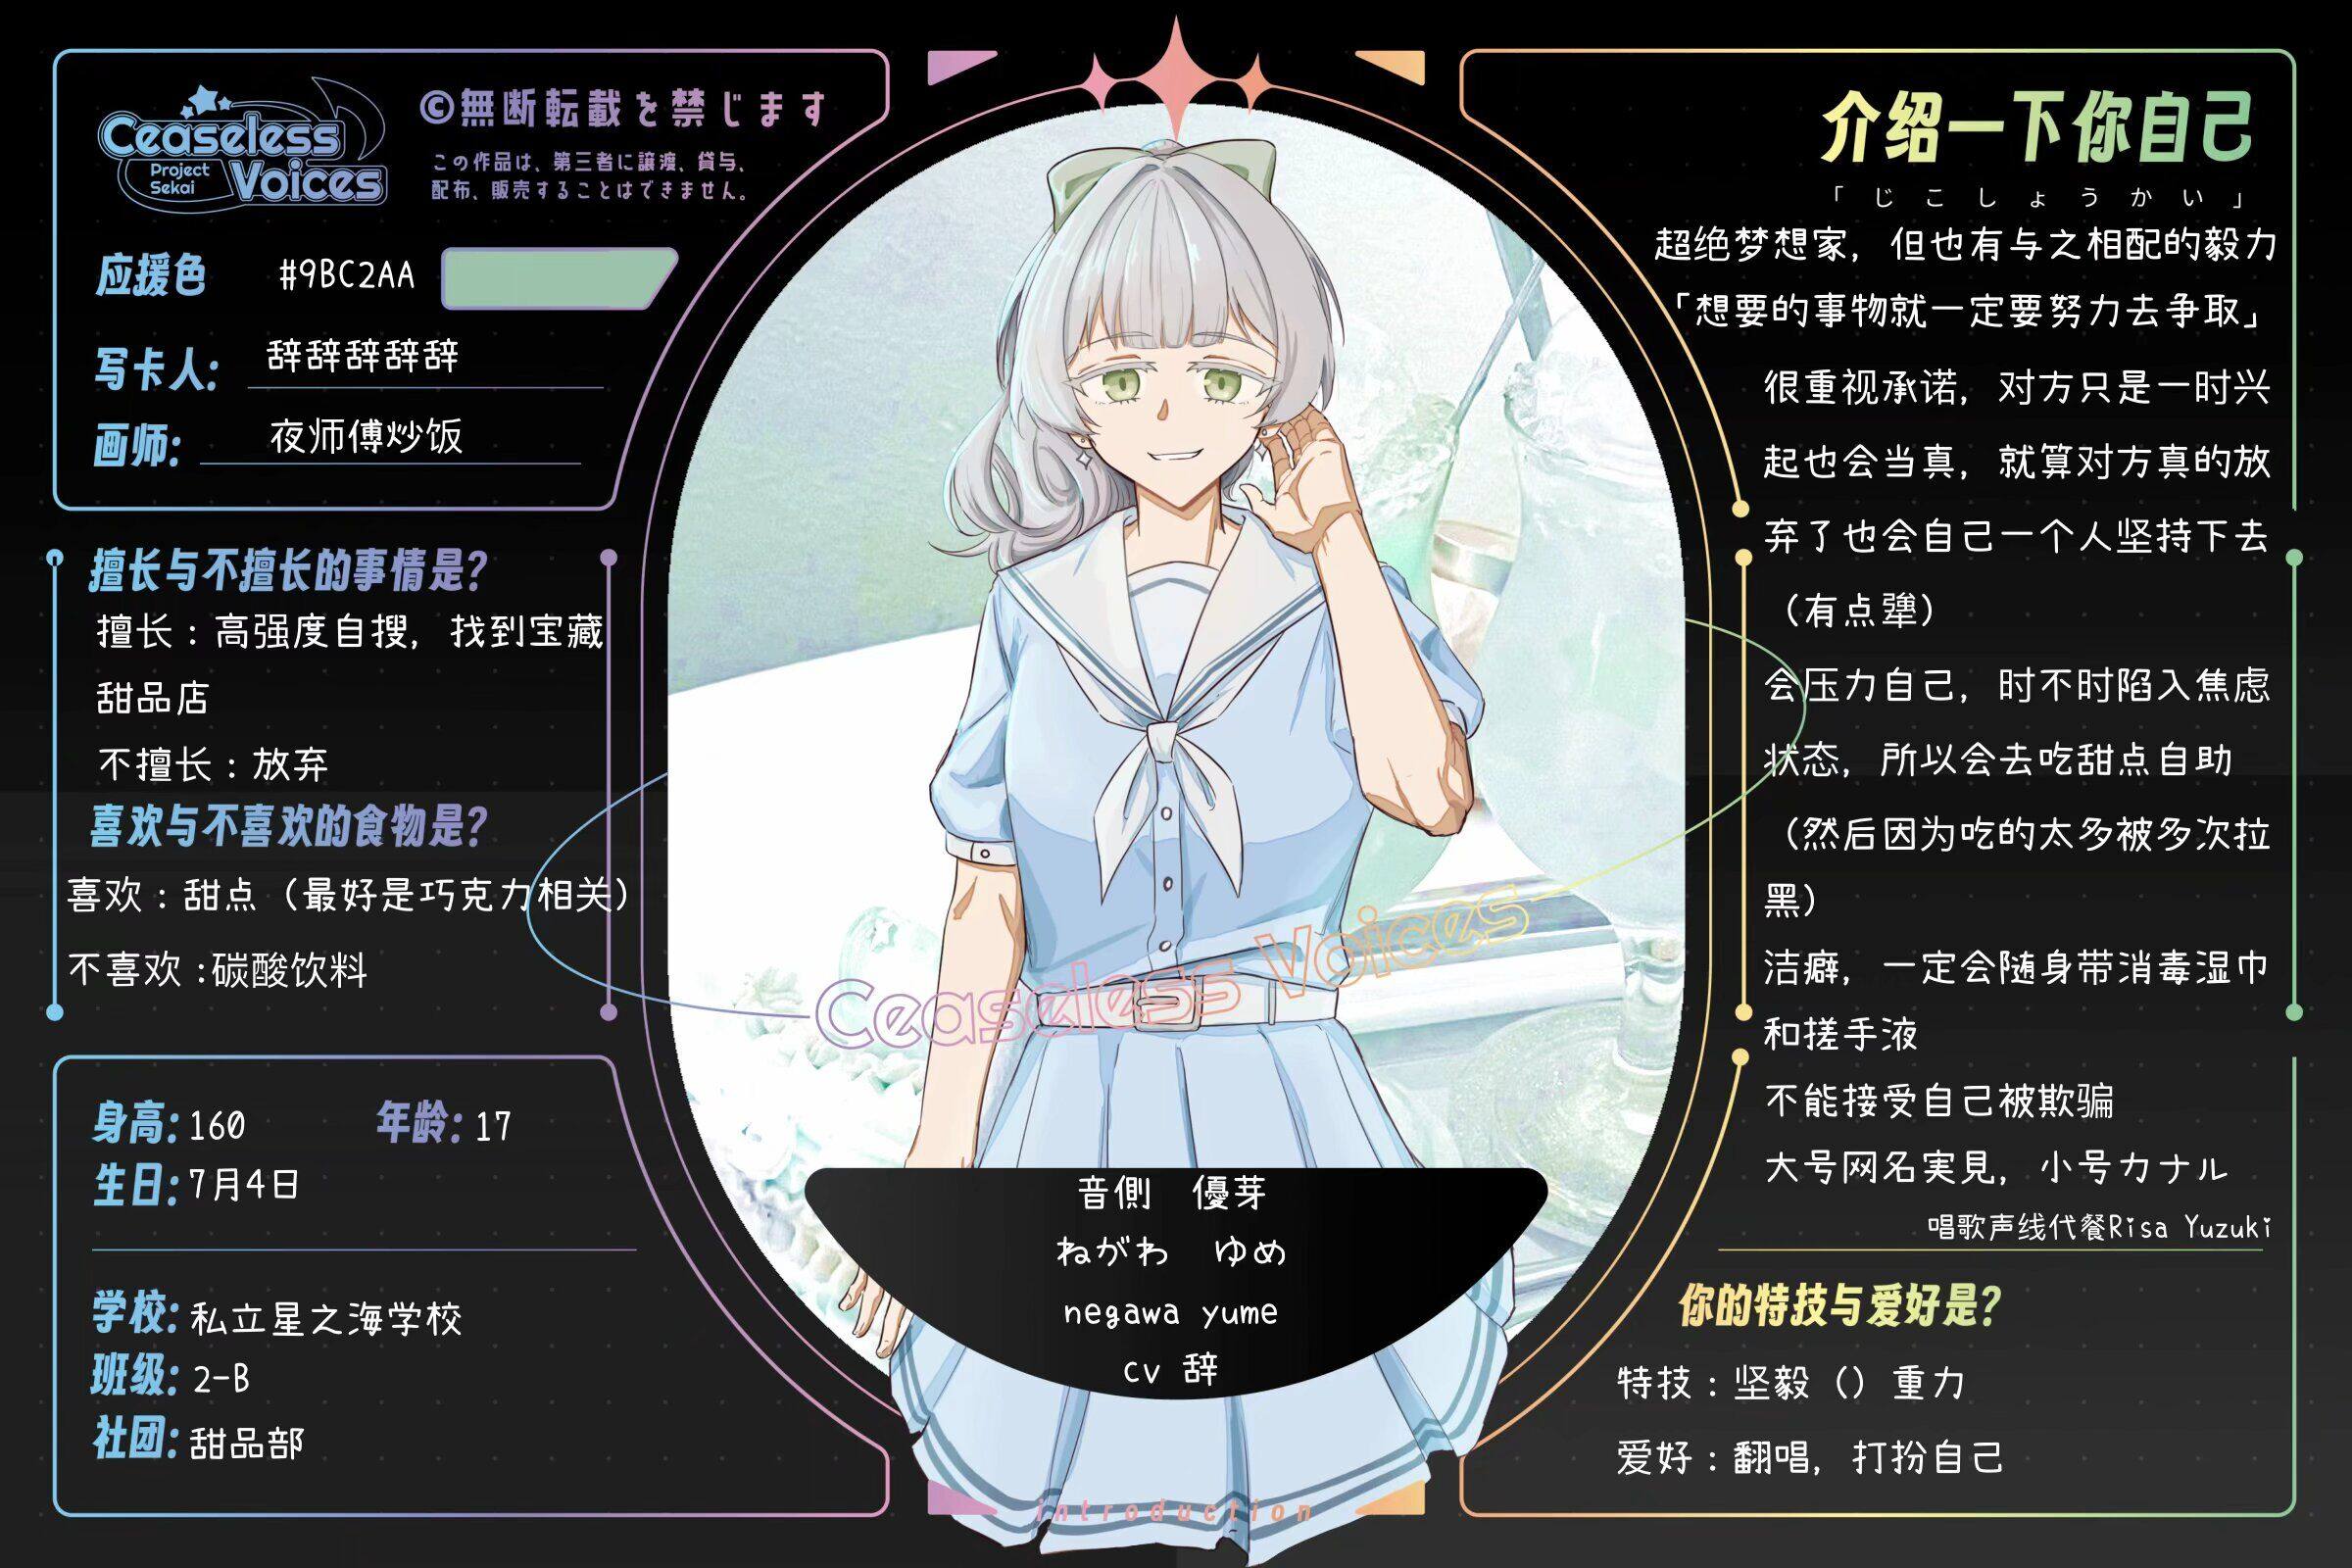 Ceaseless
Project
Sekai
Voices
©無断転載を禁じます
この作品は、第三者に譲渡、貸与、
配布、販売することはできません。
应援色 #9BC2AA
写卡人: 辞辞辞辞辞
画师: 夜师傅炒饭
擅长与不擅长的事情是?
擅长:高强度自搜，找到宝藏
甜品店
不擅长:放弃
喜欢与不喜欢的食物是?
喜欢:甜点（最好是巧克力相关）
不喜欢:碳酸饮料
身高: 160 年龄: 17
生日: 7月4日
学校: 私立星之海学校
班级: 2-B
社团: 甜品部
Ceaseless Voices
音側 優芽
ねがわ ゆめ
negawa yume
cv 辞
introduction
介绍一下你自己
「じこしょうかい」
超绝梦想家，但也有与之相配的毅力
「想要的事物就一定要努力去争取」
很重视承诺，对方只是一时兴
起也会当真，就算对方真的放
弃了也会自己一个人坚持下去
（有点犟）
会压力自己，时不时陷入焦虑
状态，所以会去吃甜点自助
（然后因为吃的太多被多次拉
黑）
洁癖，一定会随身带消毒湿巾
和搓手液
不能接受自己被欺骗
大号网名実見，小号カナル
唱歌声线代餐Risa Yuzuki
你的特技与爱好是?
特技:坚毅（）重力
爱好:翻唱，打扮自己